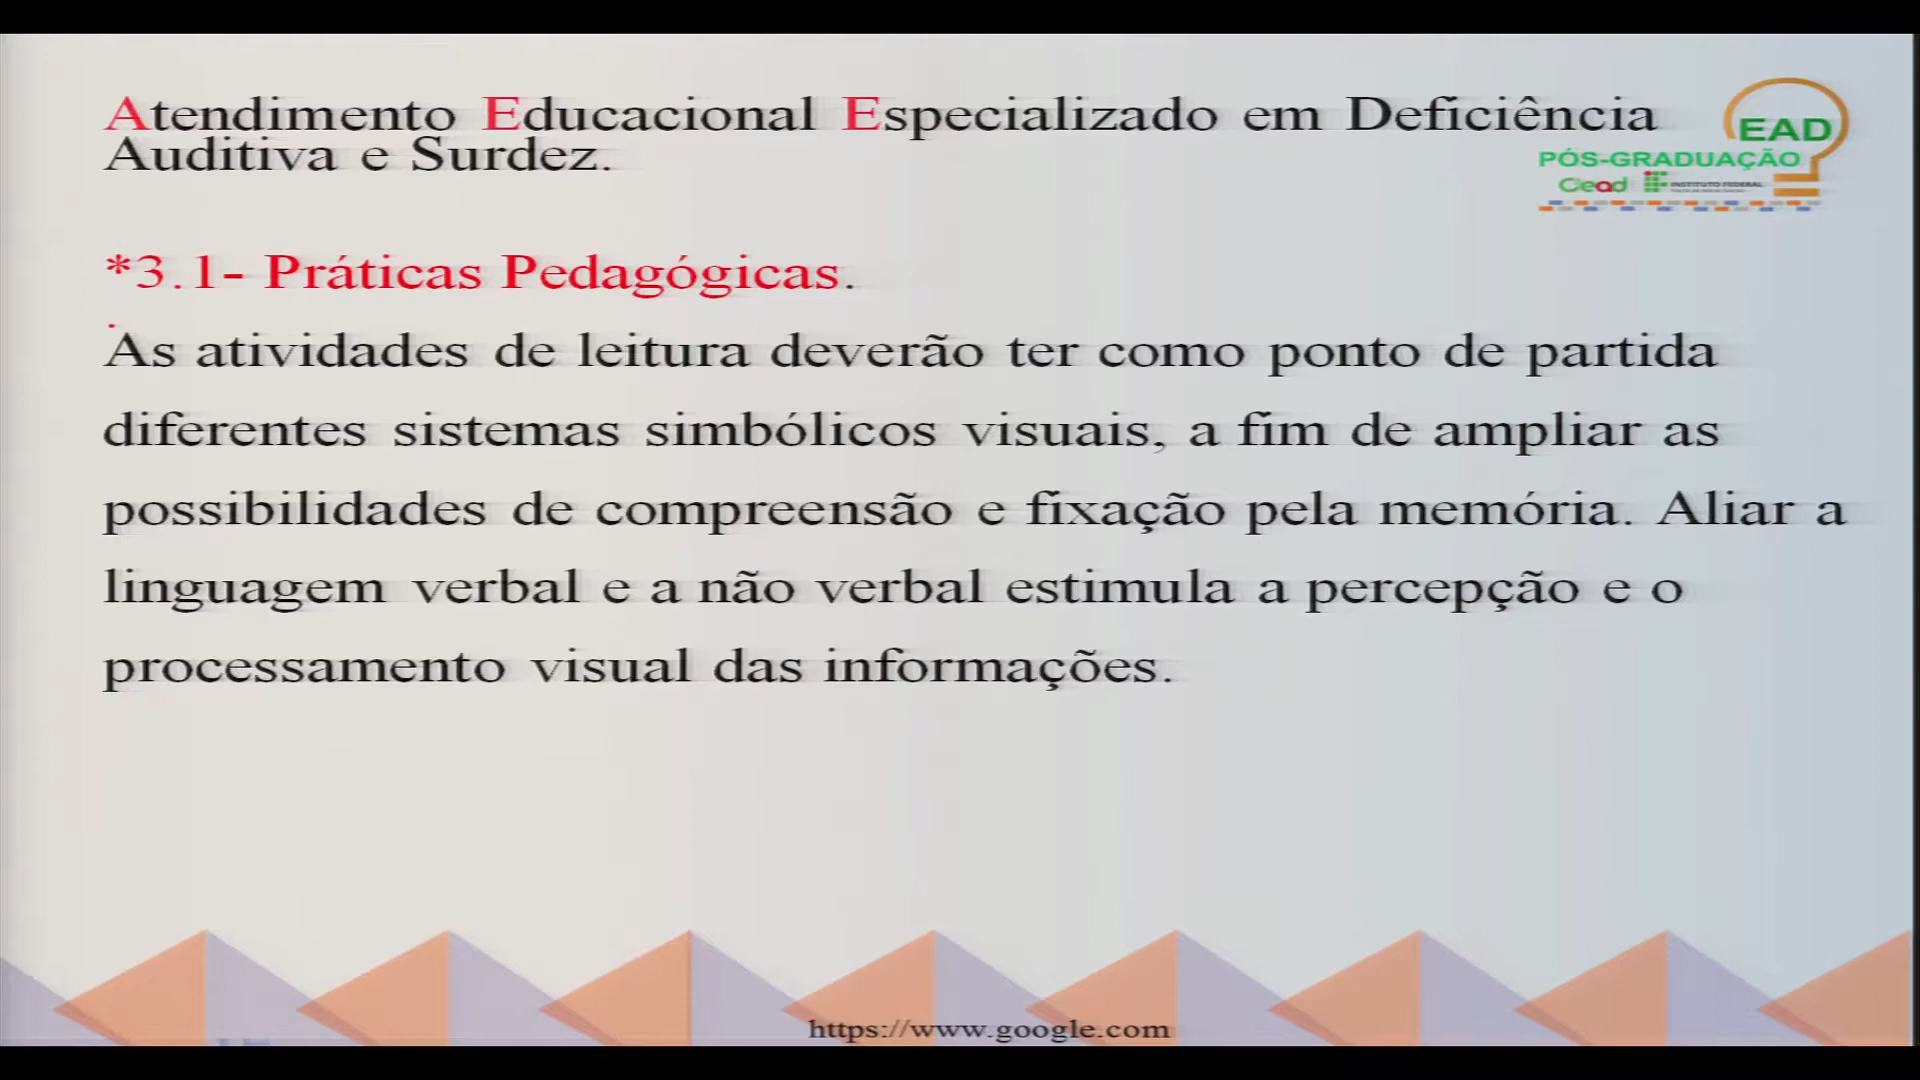 Atendimento Educacional Especializado em Deficiência
Auditiva e Surdez.
EAD
PÓS-GRADUAÇÃO
Cead INSTITUTO FEDERAL
*3.1- Práticas Pedagógicas.
As atividades de leitura deverão ter como ponto de partida
diferentes sistemas simbólicos visuais, a fim de ampliar as
possibilidades de compreensão e fixação pela memória. Aliar a
linguagem verbal e a não verbal estimula a percepção e o
processamento visual das informações.
https://www.google.com